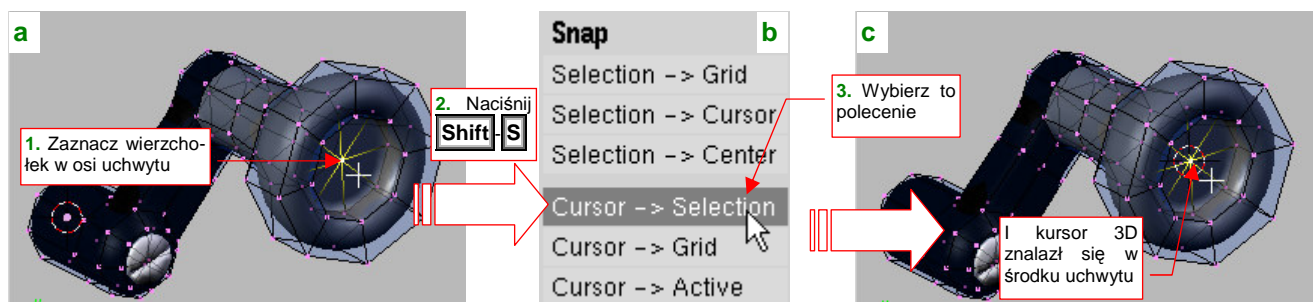 a
1. Zaznacz wierzcho-
łek w osi uchwytu
2. Naciśnij
Shift-S
b
Snap
Selection -> Grid
Selection -> Cursor
Selection -> Center
Cursor -> Selection
Cursor -> Grid
Cursor -> Active
3. Wybierz to
polecenie
c
I kursor 3D
znalazł się w
środku uchwytu